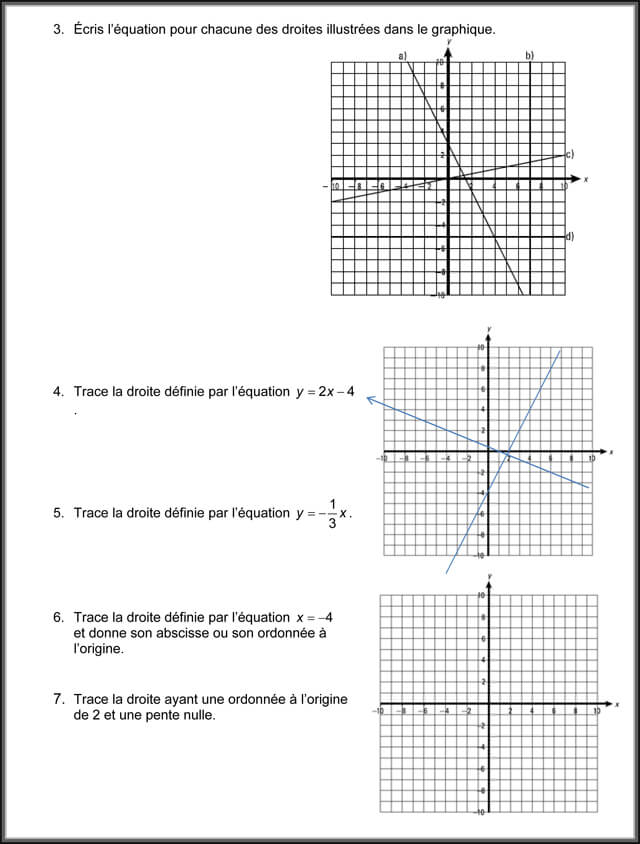 3. Écris l'équation pour chacune des droites illustrées dans le graphique.
y
a) b)
10
8
6
4
2
c)
-10 -8 -6 -4 -2 2 4 6 8 10 x
-2
-4
d)
-6
-8
-10
4. Trace la droite définie par l'équation y = 2x – 4
.
5. Trace la droite définie par l'équation y = –1/3 x.
y
10
8
6
4
2
-10 -8 -6 -4 -2 2 4 6 8 10 x
-2
-4
-6
-8
-10
6. Trace la droite définie par l'équation x = –4
et donne son abscisse ou son ordonnée à
l'origine.
7. Trace la droite ayant une ordonnée à l'origine
de 2 et une pente nulle.
y
10
8
6
4
2
-10 -8 -6 -4 -2 2 4 6 8 10 x
-2
-4
-6
-8
-10